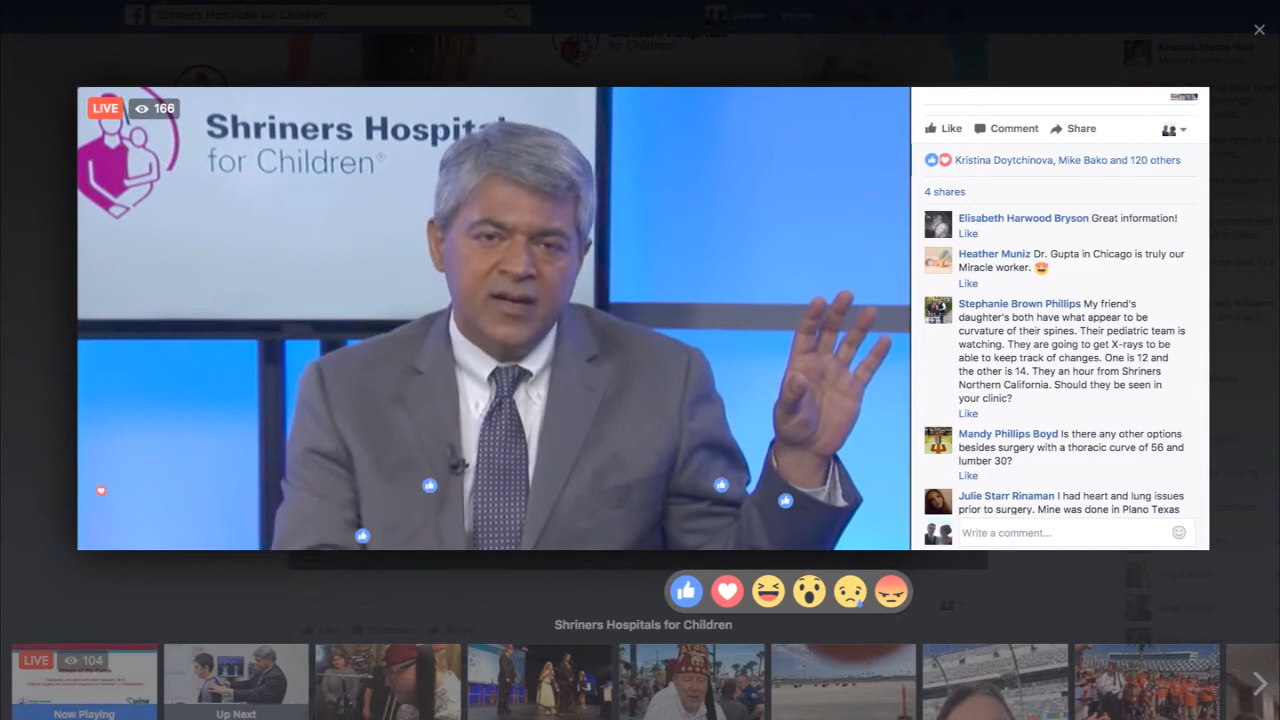 Shriners Hospitals for Children
Home
for Children
LIVE 166
Shriners Hospital
for Children®
Like Comment Share
Kristina Doytchinova, Mike Bako and 120 others
4 shares
Elisabeth Harwood Bryson Great information!
Like
Heather Muniz Dr. Gupta in Chicago is truly our
Miracle worker.
Like
Stephanie Brown Phillips My friend's
daughter's both have what appear to be
curvature of their spines. Their pediatric team is
watching. They are going to get X-rays to be
able to keep track of changes. One is 12 and
the other is 14. They an hour from Shriners
Northern California. Should they be seen in
your clinic?
Like
Mandy Phillips Boyd Is there any other options
besides surgery with a thoracic curve of 56 and
lumber 30?
Like
Julie Starr Rinaman I had heart and lung issues
prior to surgery. Mine was done in Plano Texas
Write a comment...
Shriners Hospitals for Children
LIVE 104
Now Playing
Up Next